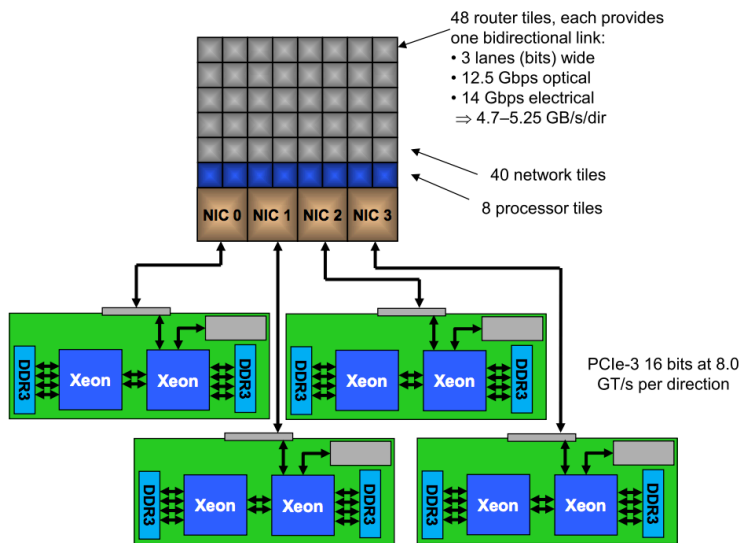 48 router tiles, each provides
one bidirectional link:
• 3 lanes (bits) wide
• 12.5 Gbps optical
• 14 Gbps electrical
⇒ 4.7–5.25 GB/s/dir
40 network tiles
8 processor tiles
NIC 0 NIC 1 NIC 2 NIC 3
DDR3 Xeon Xeon DDR3
DDR3 Xeon Xeon DDR3
PCIe-3 16 bits at 8.0
GT/s per direction
DDR3 Xeon Xeon DDR3
DDR3 Xeon Xeon DDR3